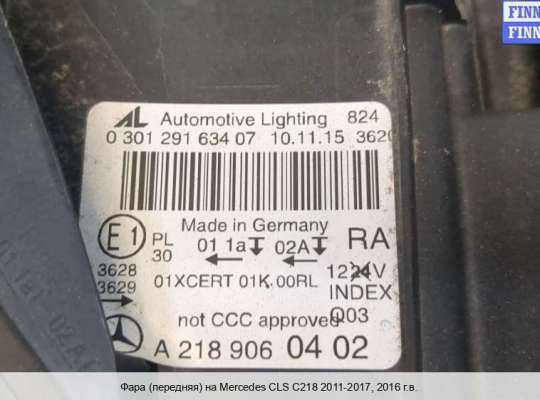 FINN
FINN
AL Automotive Lighting 824
0 301 291 634 07 10.11.15 3620
Made in Germany
E1 PL 30 01 1a 02A RA
3628
3629 01XCERT 01K 00RL 1224V
INDEX
not CCC approved Q03
A 218 906 04 02
Фара (передняя) на Mercedes CLS C218 2011-2017, 2016 г.в.